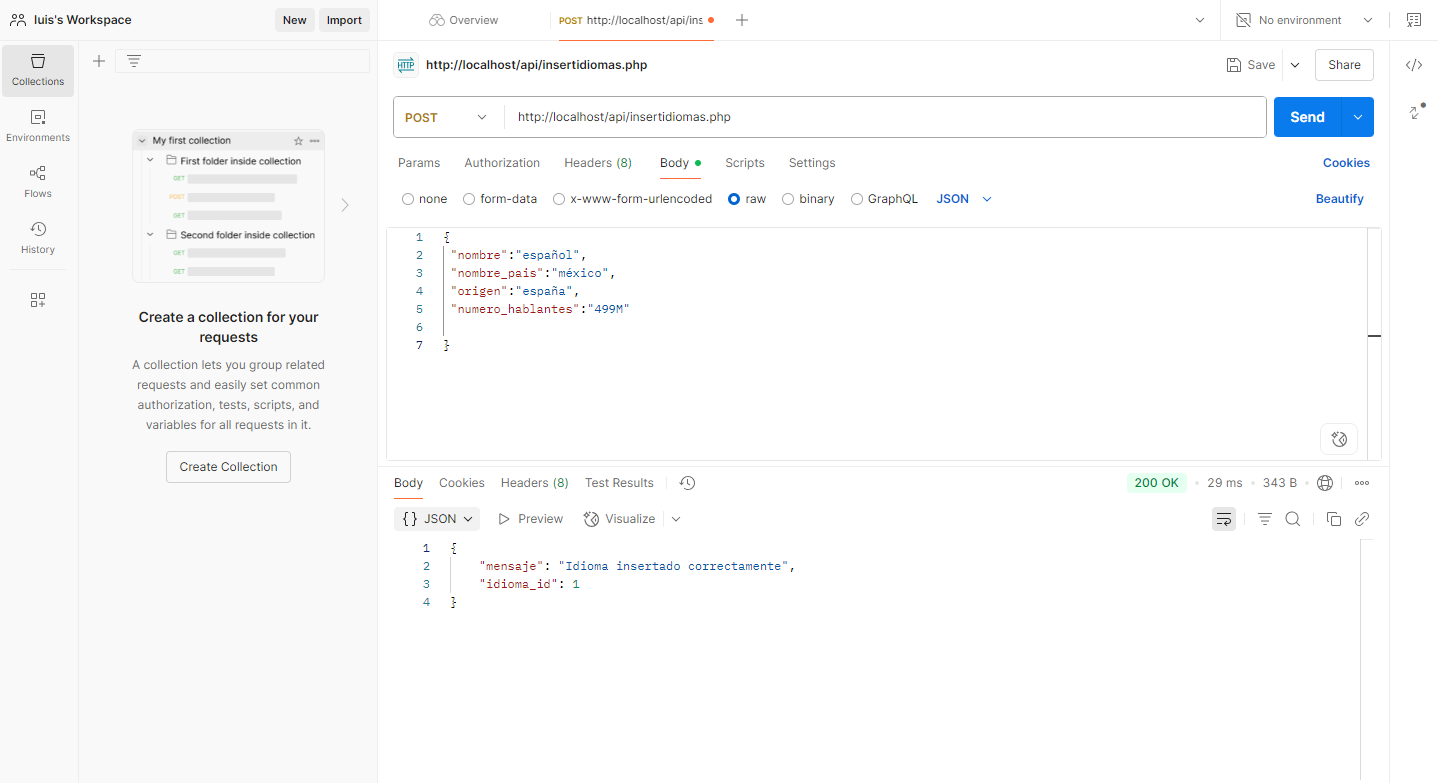 luis's Workspace
New
Import
Overview
POST http://localhost/api/ins
No environment
Collections
Environments
Flows
History
My first collection
First folder inside collection
GET
POST
GET
Second folder inside collection
GET
GET
Create a collection for your
requests
A collection lets you group related
requests and easily set common
authorization, tests, scripts, and
variables for all requests in it.
Create Collection
HTTP http://localhost/api/insertidiomas.php
Save
Share
POST
http://localhost/api/insertidiomas.php
Send
Params
Authorization
Headers (8)
Body
Scripts
Settings
Cookies
none
form-data
x-www-form-urlencoded
raw
binary
GraphQL
JSON
Beautify
1 {
2 "nombre":"español",
3 "nombre_pais":"méxico",
4 "origen":"españa",
5 "numero_hablantes":"499M"
6
7 }
Body
Cookies
Headers (8)
Test Results
200 OK
29 ms
343 B
{} JSON
Preview
Visualize
1 {
2 "mensaje": "Idioma insertado correctamente",
3 "idioma_id": 1
4 }